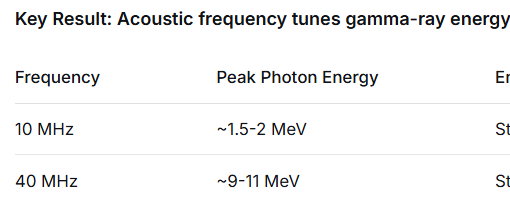 Key Result: Acoustic frequency tunes gamma-ray energy
Frequency Peak Photon Energy
10 MHz ~1.5-2 MeV
40 MHz ~9-11 MeV